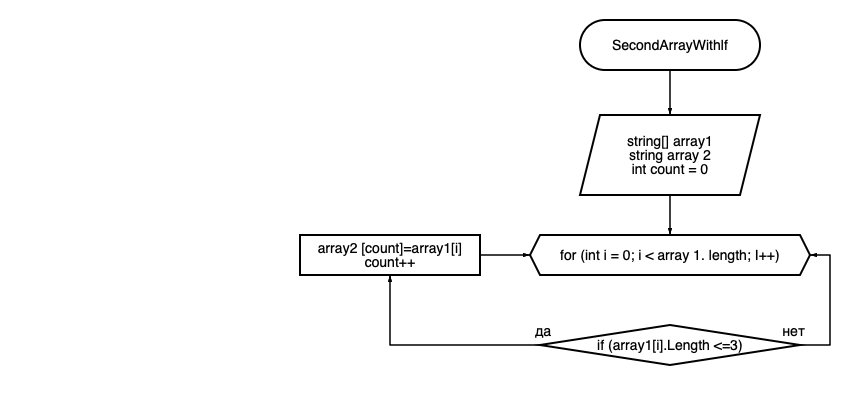 SecondArrayWithIf
string[] array1
string array 2
int count = 0
array2 [count]=array1[i]
count++
for (int i = 0; i < array 1. length; I++)
да
нет
if (array1[i].Length <=3)